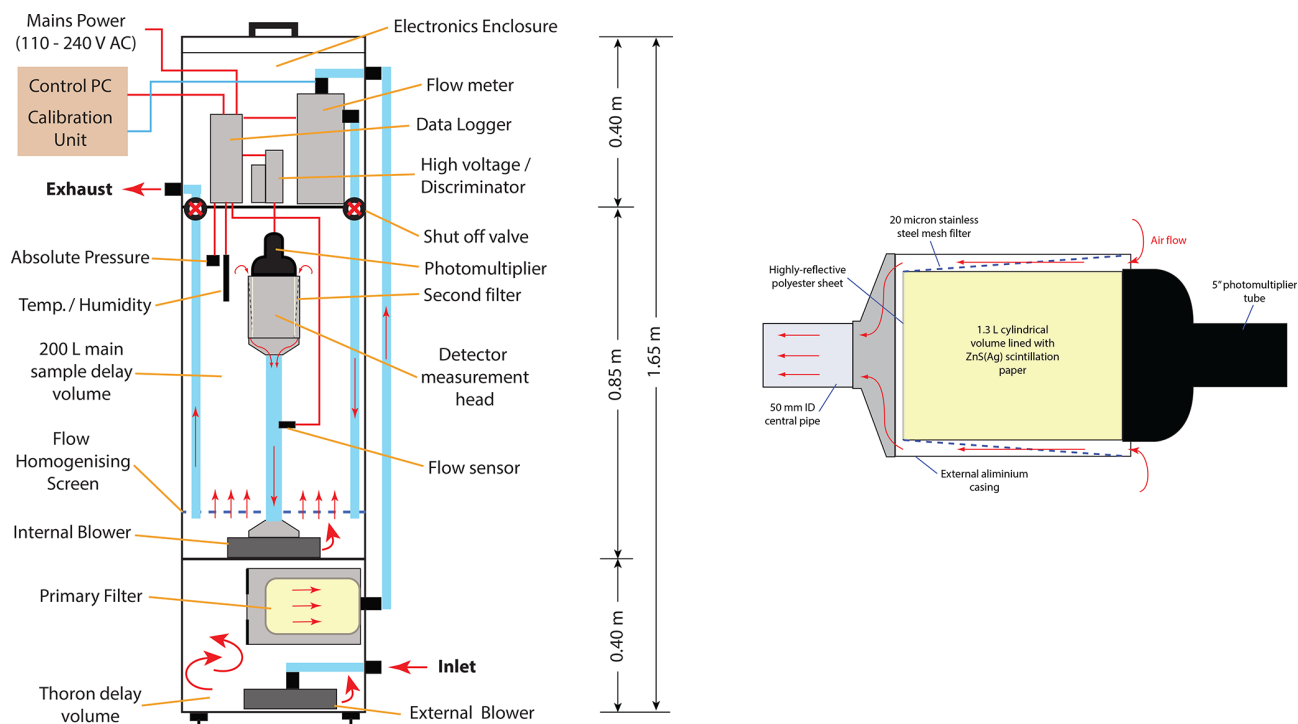 Mains Power
(110 - 240 V AC)
Control PC
Calibration
Unit
Exhaust
Absolute Pressure
Temp./ Humidity
200 L main
sample delay
volume
Flow
Homogenising
Screen
Internal Blower
Primary Filter
Thoron delay
volume
Electronics Enclosure
Flow meter
Data Logger
High voltage /
Discriminator
Shut off valve
Photomultiplier
Second filter
Detector
measurement
head
Flow sensor
Inlet
External Blower
0.40 m
0.85 m
0.40 m
1.65 m
20 micron stainless
steel mesh filter
Air flow
Highly-reflective
polyester sheet
5" photomultiplier
tube
1.3 L cylindrical
volume lined with
ZnS(Ag) scintillation
paper
50 mm ID
central pipe
External aliminium
casing